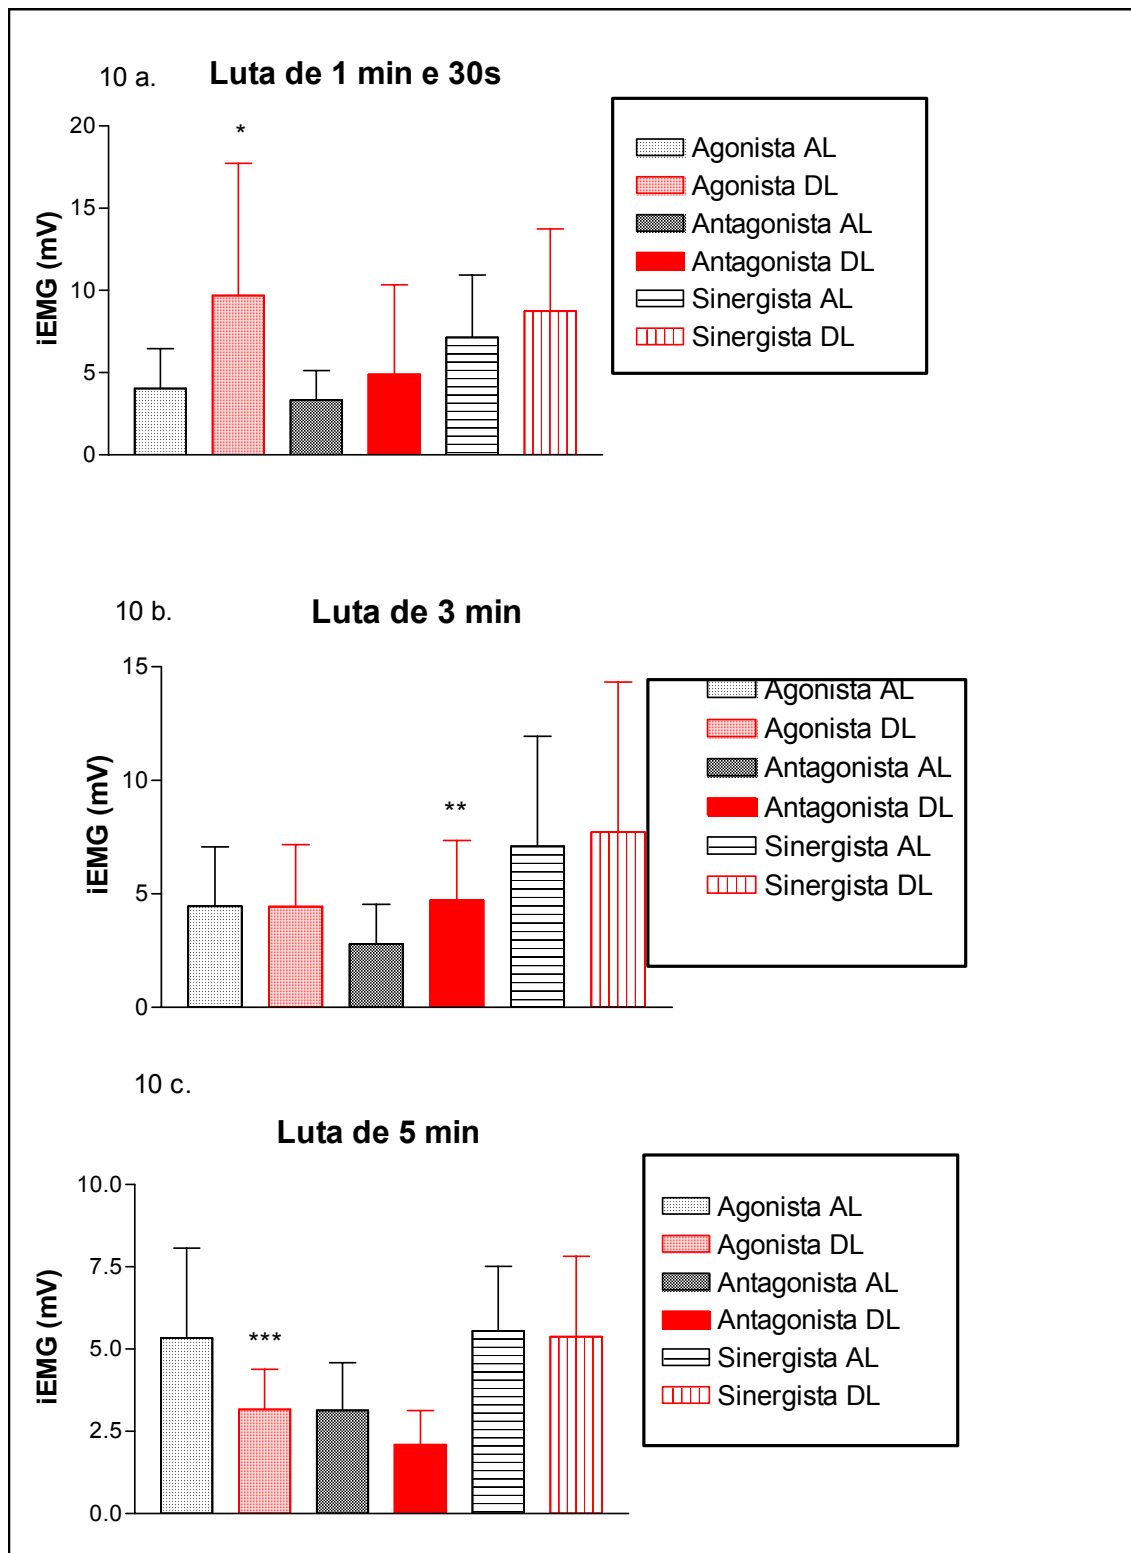 10 a. Luta de 1 min e 30s
20
15
10
5
0
iEMG (mV)
*
Agonista AL
Agonista DL
Antagonista AL
Antagonista DL
Sinergista AL
Sinergista DL
10 b. Luta de 3 min
15
10
5
0
iEMG (mV)
**
Agonista AL
Agonista DL
Antagonista AL
Antagonista DL
Sinergista AL
Sinergista DL
10 c.
Luta de 5 min
10.0
7.5
5.0
2.5
0.0
iEMG (mV)
***
Agonista AL
Agonista DL
Antagonista AL
Antagonista DL
Sinergista AL
Sinergista DL